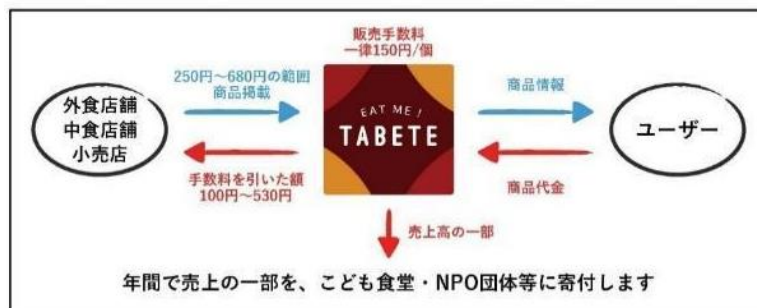 販売手数料
一律150円/個
250円～680円の範囲
商品掲載
商品情報
外食店舗
中食店舗
小売店
EAT ME!
TABETE
ユーザー
手数料を引いた額
100円～530円
商品代金
売上高の一部
年間で売上の一部を、こども食堂・NPO団体等に寄付します